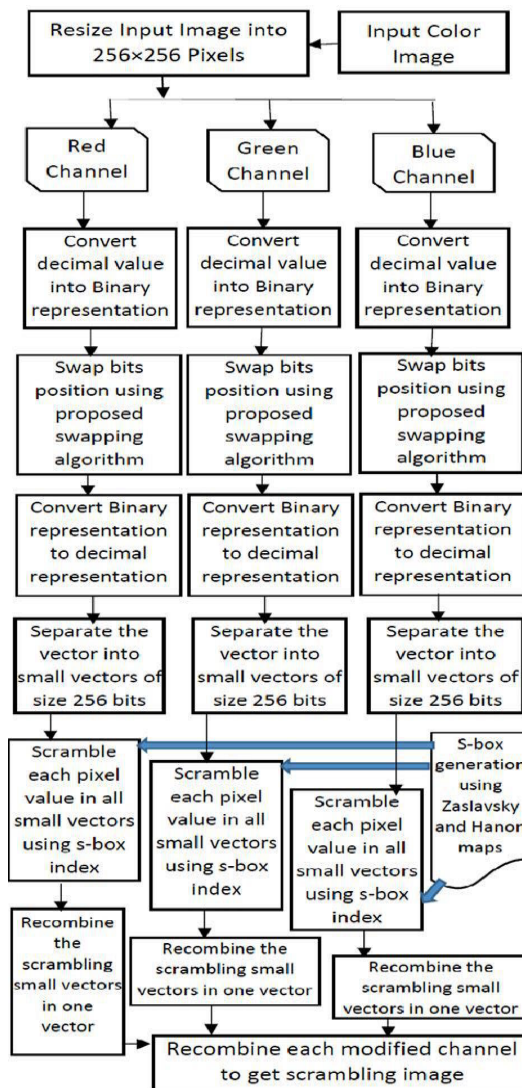 Resize Input Image into
256×256 Pixels
Input Color
Image
Red
Channel
Green
Channel
Blue
Channel
Convert
decimal value
into Binary
representation
Convert
decimal value
into Binary
representation
Convert
decimal value
into Binary
representation
Swap bits
position using
proposed
swapping
algorithm
Swap bits
position using
proposed
swapping
algorithm
Swap bits
position using
proposed
swapping
algorithm
Convert Binary
representation
to decimal
representation
Convert Binary
representation
to decimal
representation
Convert Binary
representation
to decimal
representation
Separate the
vector into
small vectors of
size 256 bits
Separate the
vector into
small vectors of
size 256 bits
Separate the
vector into
small vectors of
size 256 bits
Scramble
each pixel
value in all
small vectors
using s-box
index
Scramble
each pixel
value in all
small vectors
using s-box
index
Scramble
each pixel
value in all
small vectors
using s-box
index
S-box
generation
using
Zaslavsky
and Hanon
maps
Recombine
the
scrambling
small vectors
in one
vector
Recombine the
scrambling small
vectors in one vector
Recombine the
scrambling small
vectors in one vector
Recombine each modified channel
to get scrambling image